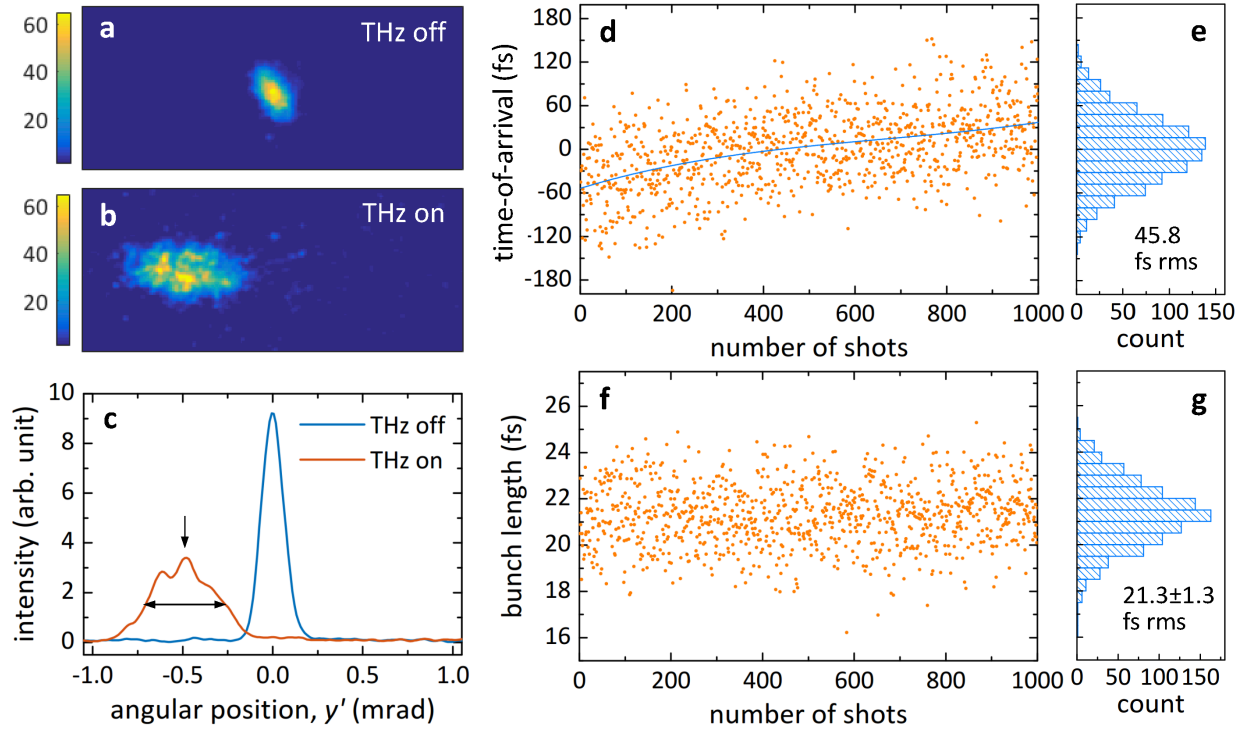 60
40
20
a
THz off
60
40
20
b
THz on
10
8
6
4
2
0
c
THz off
THz on
intensity (arb. unit)
-1.0
-0.5
0.0
0.5
1.0
angular position, y′ (mrad)
180
120
60
0
-60
-120
-180
d
time-of-arrival (fs)
0
200
400
600
800
1000
number of shots
e
45.8
fs rms
0
50
100
150
count
26
24
22
20
18
16
f
bunch length (fs)
0
200
400
600
800
1000
number of shots
g
21.3±1.3
fs rms
0
50
100
150
count